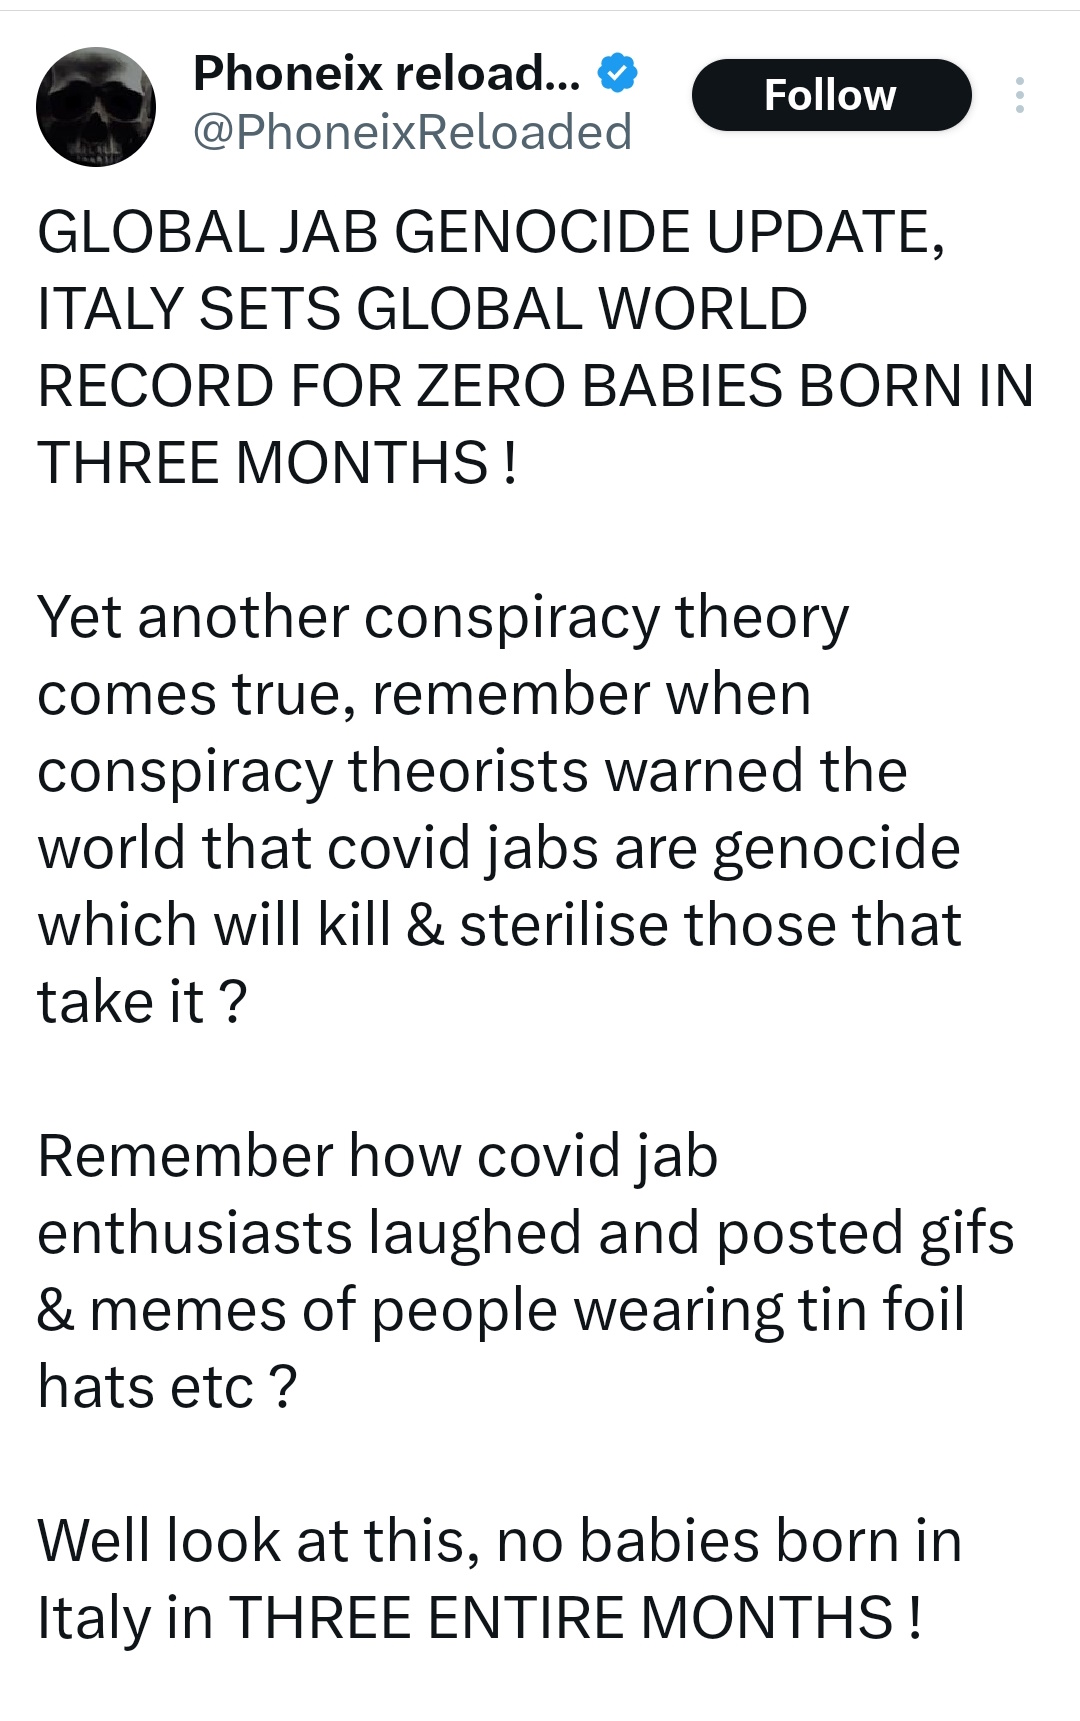 Phoneix reload...
Follow
@PhoneixReloaded
GLOBAL JAB GENOCIDE UPDATE,
ITALY SETS GLOBAL WORLD
RECORD FOR ZERO BABIES BORN IN
THREE MONTHS !
Yet another conspiracy theory
comes true, remember when
conspiracy theorists warned the
world that covid jabs are genocide
which will kill & sterilise those that
take it ?
Remember how covid jab
enthusiasts laughed and posted gifs
& memes of people wearing tin foil
hats etc ?
Well look at this, no babies born in
Italy in THREE ENTIRE MONTHS !